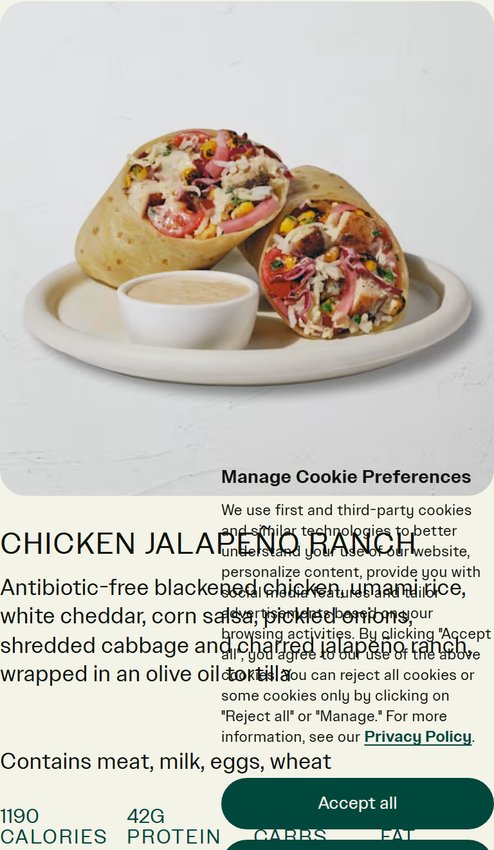 Manage Cookie Preferences
We use first and third-party cookies
and similar technologies to better
understand your use of our website,
personalize content, provide you with
social media features and tailor
advertisements based on your
browsing activities. By clicking "Accept
all", you agree to our use of the above
cookies. You can reject all cookies or
some cookies only by clicking on
"Reject all" or "Manage." For more
information, see our Privacy Policy.
Accept all
CHICKEN JALAPEÑO RANCH
Antibiotic-free blackened chicken, umami rice,
white cheddar, corn salsa, pickled onions,
shredded cabbage and charred jalapeño ranch,
wrapped in an olive oil tortilla
Contains meat, milk, eggs, wheat
1190 42G
CALORIES PROTEIN CARBS FAT